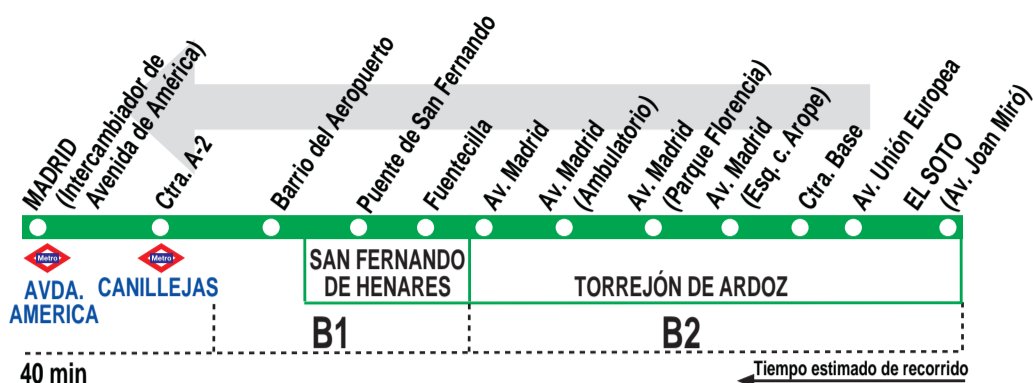 MADRID
(Intercambiador de
Avenida de América)
Ctra. A-2
Barrio del Aeropuerto
Puente de San Fernando
Fuentecilla
Av. Madrid
Av. Madrid
(Ambulatorio)
Av. Madrid
(Parque Florencia)
Av. Madrid
(Esq. c. Arope)
Ctra. Base
Av. Unión Europea
EL SOTO
(Av. Joan Miró)
Metro
AVDA.
AMERICA
Metro
CANILLEJAS
SAN FERNANDO
DE HENARES
TORREJÓN DE ARDOZ
B1
B2
40 min
Tiempo estimado de recorrido